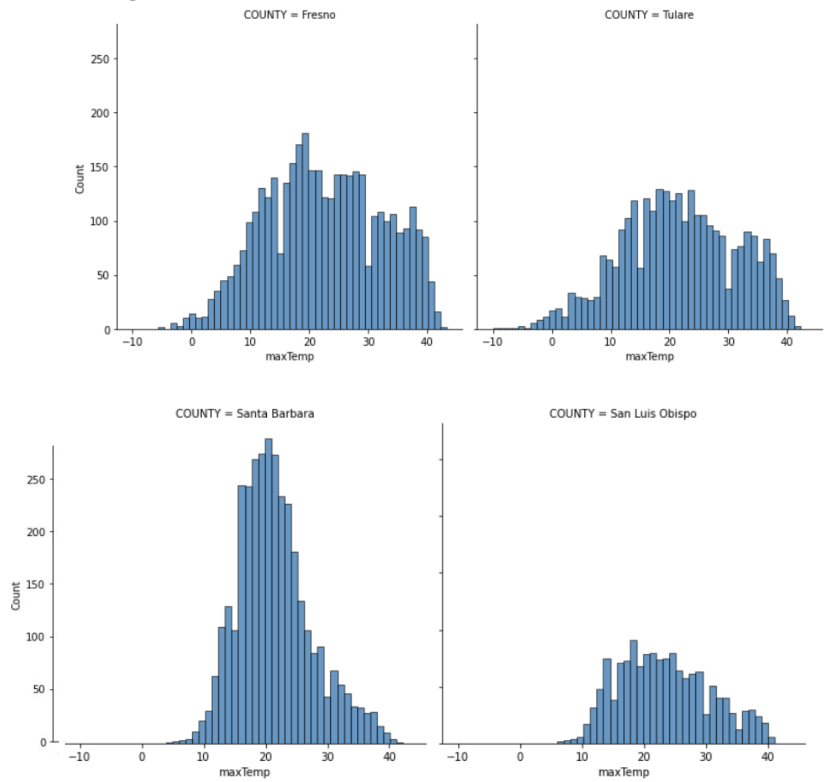 COUNTY = Fresno
COUNTY = Tulare
250
200
150
100
50
0
Count
−10 0 10 20 30 40
maxTemp
−10 0 10 20 30 40
maxTemp
COUNTY = Santa Barbara
COUNTY = San Luis Obispo
250
200
150
100
50
0
Count
−10 0 10 20 30 40
maxTemp
−10 0 10 20 30 40
maxTemp